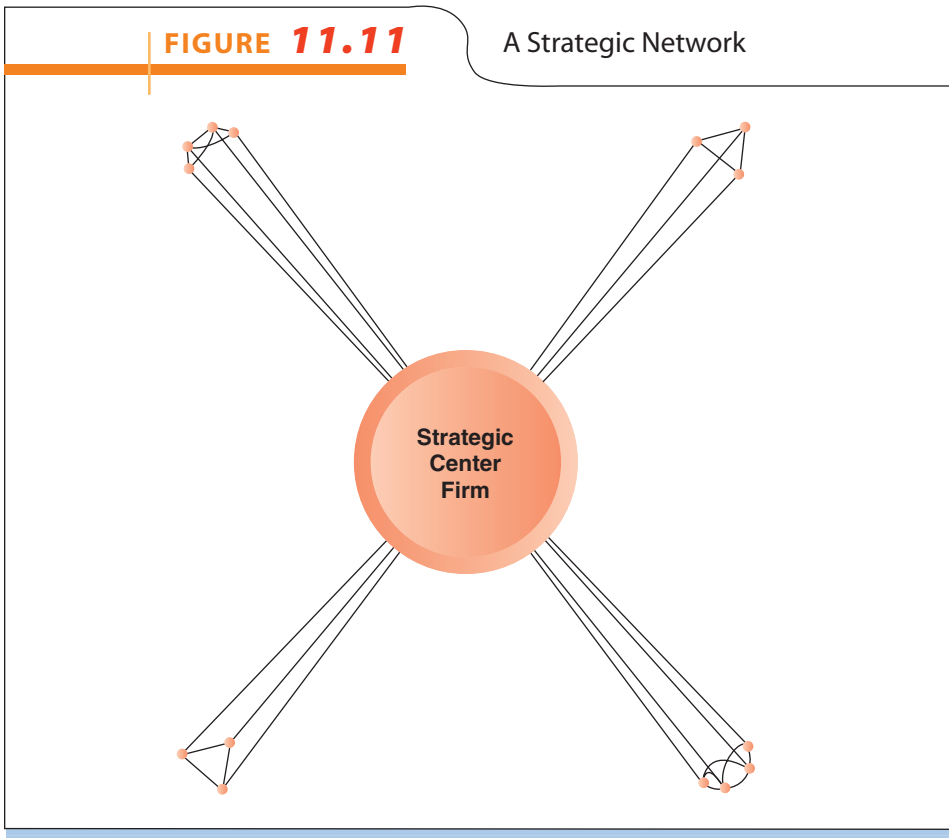 FIGURE 11.11
A Strategic Network
Strategic
Center
Firm